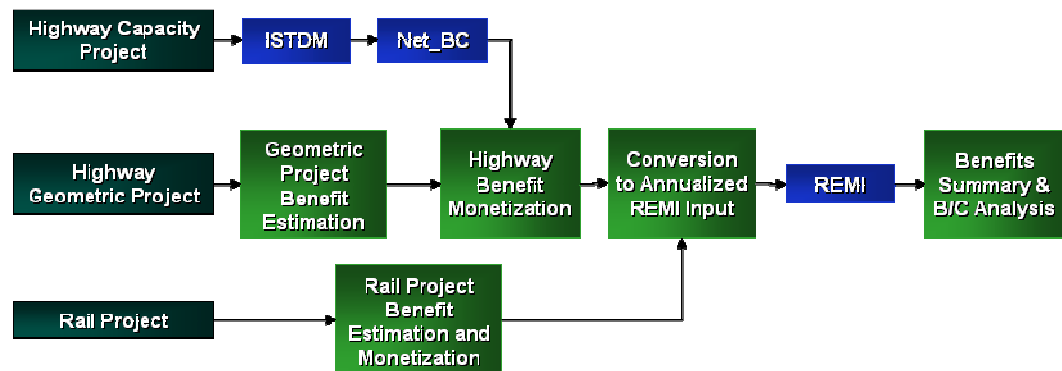 Highway Capacity
Project
ISTDM
Net_BC
Highway
Geometric Project
Geometric
Project
Benefit
Estimation
Highway
Benefit
Monetization
Conversion
to Annualized
REMI Input
REMI
Benefits
Summary &
B/C Analysis
Rail Project
Rail Project
Benefit
Estimation and
Monetization